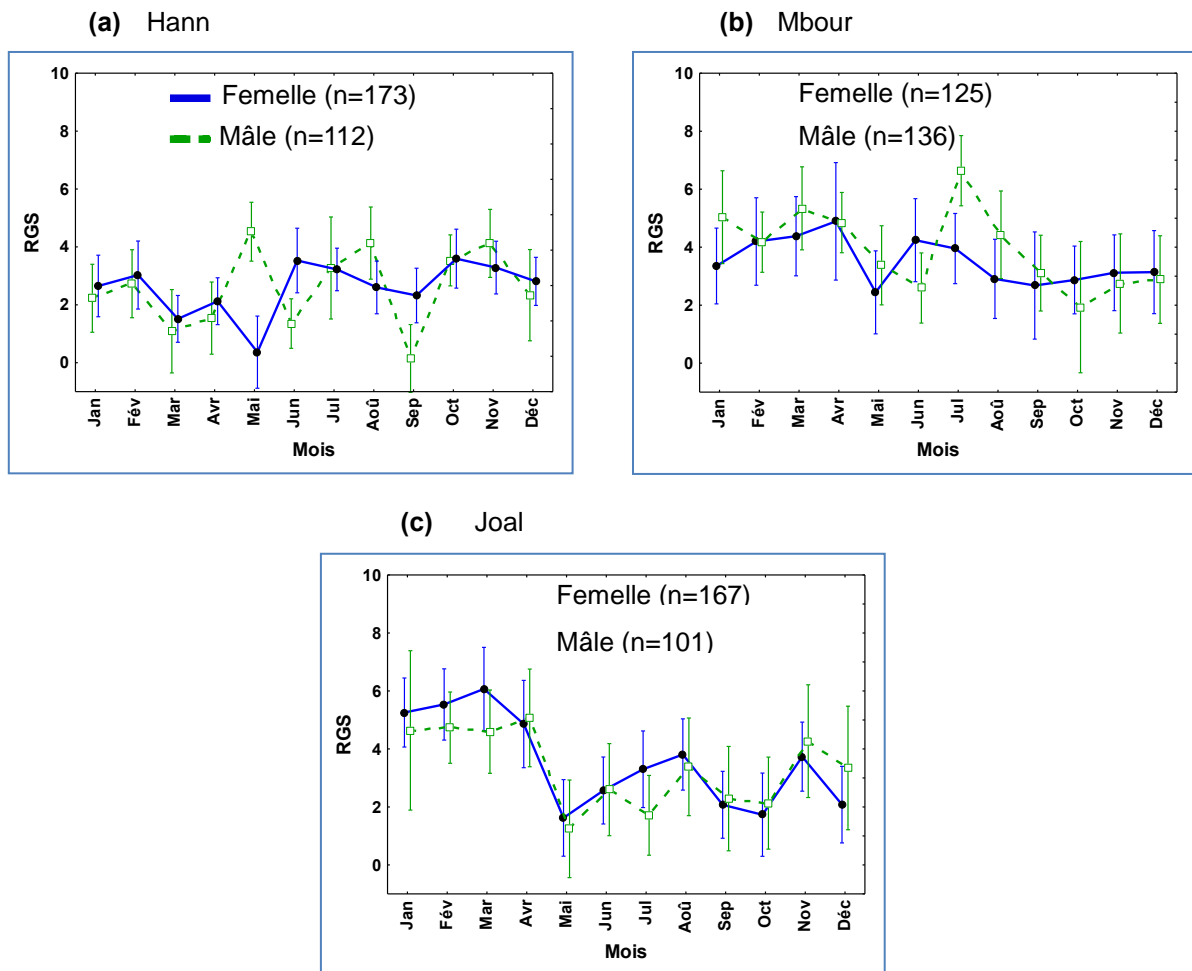 (a) Hann
10
8
6
4
2
0
RGS
Femelle (n=173)
Mâle (n=112)
Jan Fév Mar Avr Mai Jun Jul Aoû Sep Oct Nov Déc
Mois
(b) Mbour
10
8
6
4
2
0
RGS
Femelle (n=125)
Mâle (n=136)
Jan Fév Mar Avr Mai Jun Jul Aoû Sep Oct Nov Déc
Mois
(c) Joal
10
8
6
4
2
0
RGS
Femelle (n=167)
Mâle (n=101)
Jan Fév Mar Avr Mai Jun Jul Aoû Sep Oct Nov Déc
Mois